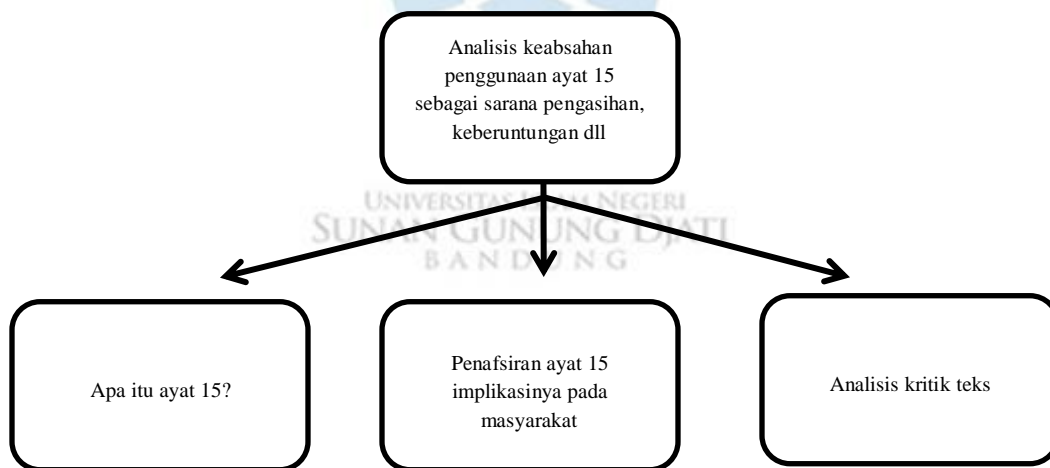 Analisis keabsahan
penggunaan ayat 15
sebagai sarana pengasihan,
keberuntungan dll
UNIVERSITAS ISLAM NEGERI
SUNAN GUNUNG DJATI
BANDUNG
Apa itu ayat 15?
Penafsiran ayat 15
implikasinya pada
masyarakat
Analisis kritik teks